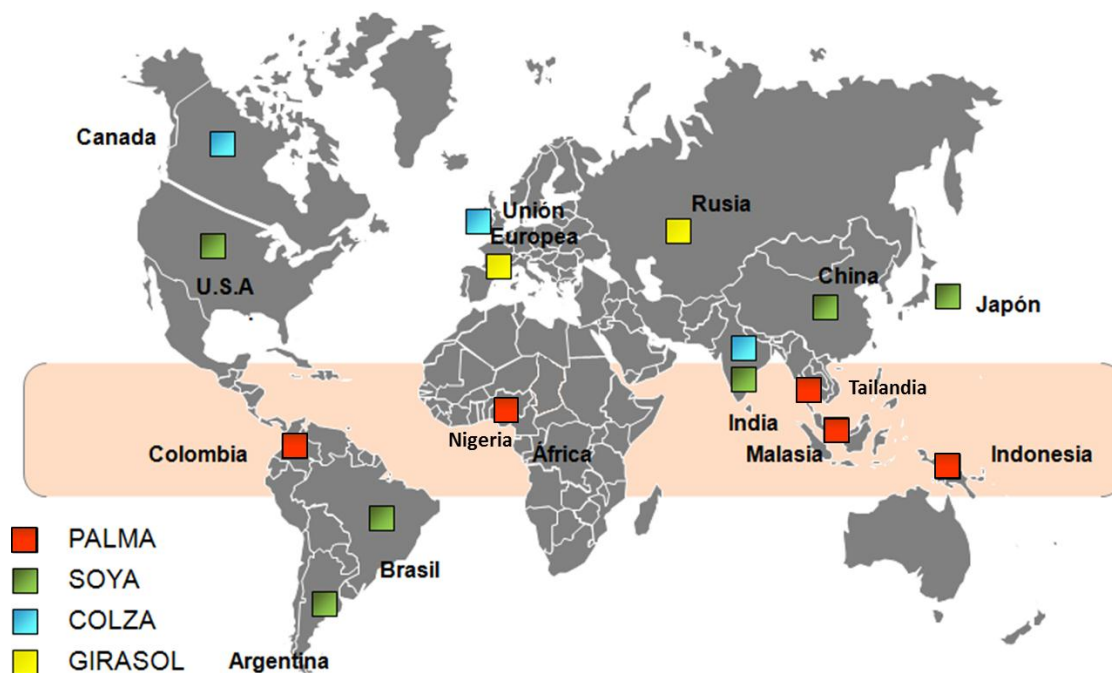 Canada
Unión
Europea
Rusia
U.S.A
China
Japón
Tailandia
India
Nigeria
Colombia
África
Malasia
Indonesia
PALMA
Brasil
SOYA
COLZA
Argentina
GIRASOL